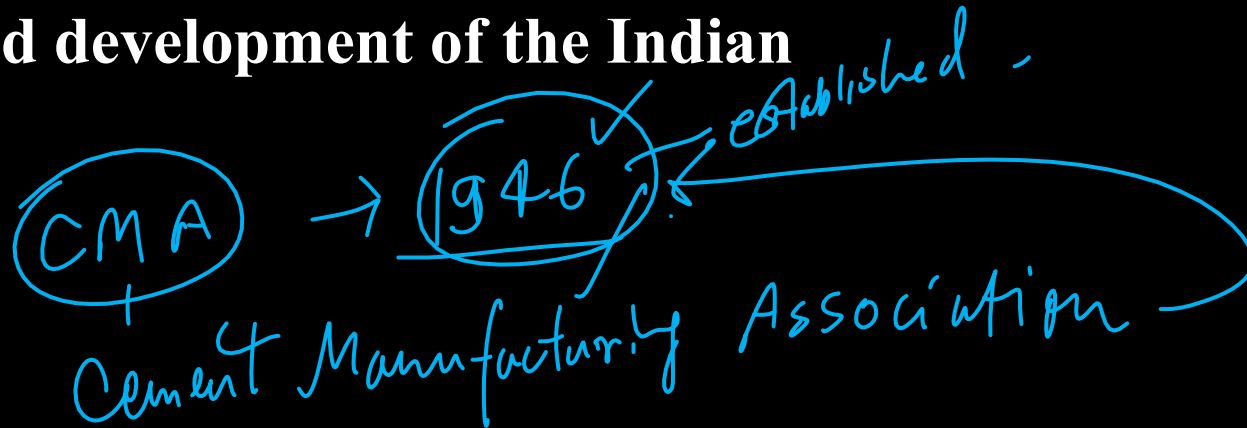 d development of the Indian
established.
CMA → 1946
Cement Manufacturing Association